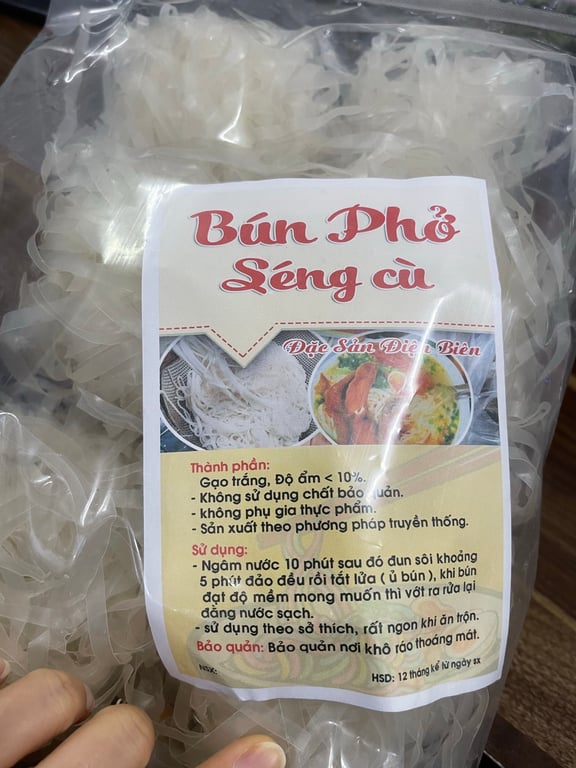 Bún Phở
Séng cù
Đặc Sản Điện Biên
Thành phần:
Gạo trắng, Độ ẩm < 10%.
- Không sử dụng chất bảo quản.
- không phụ gia thực phẩm.
- Sản xuất theo phương pháp truyền thống.
Sử dụng:
- Ngâm nước 10 phút sau đó đun sôi khoảng
5 phút đảo đều rồi tắt lửa ( ủ bún ), khi bún
đạt độ mềm mong muốn thì vớt ra rửa lại
đằng nước sạch.
- sử dụng theo sở thích, rất ngon khi ăn trộn.
Bảo quản: Bảo quản nơi khô ráo thoáng mát.
NSX:
HSD: 12 tháng kể từ ngày sx